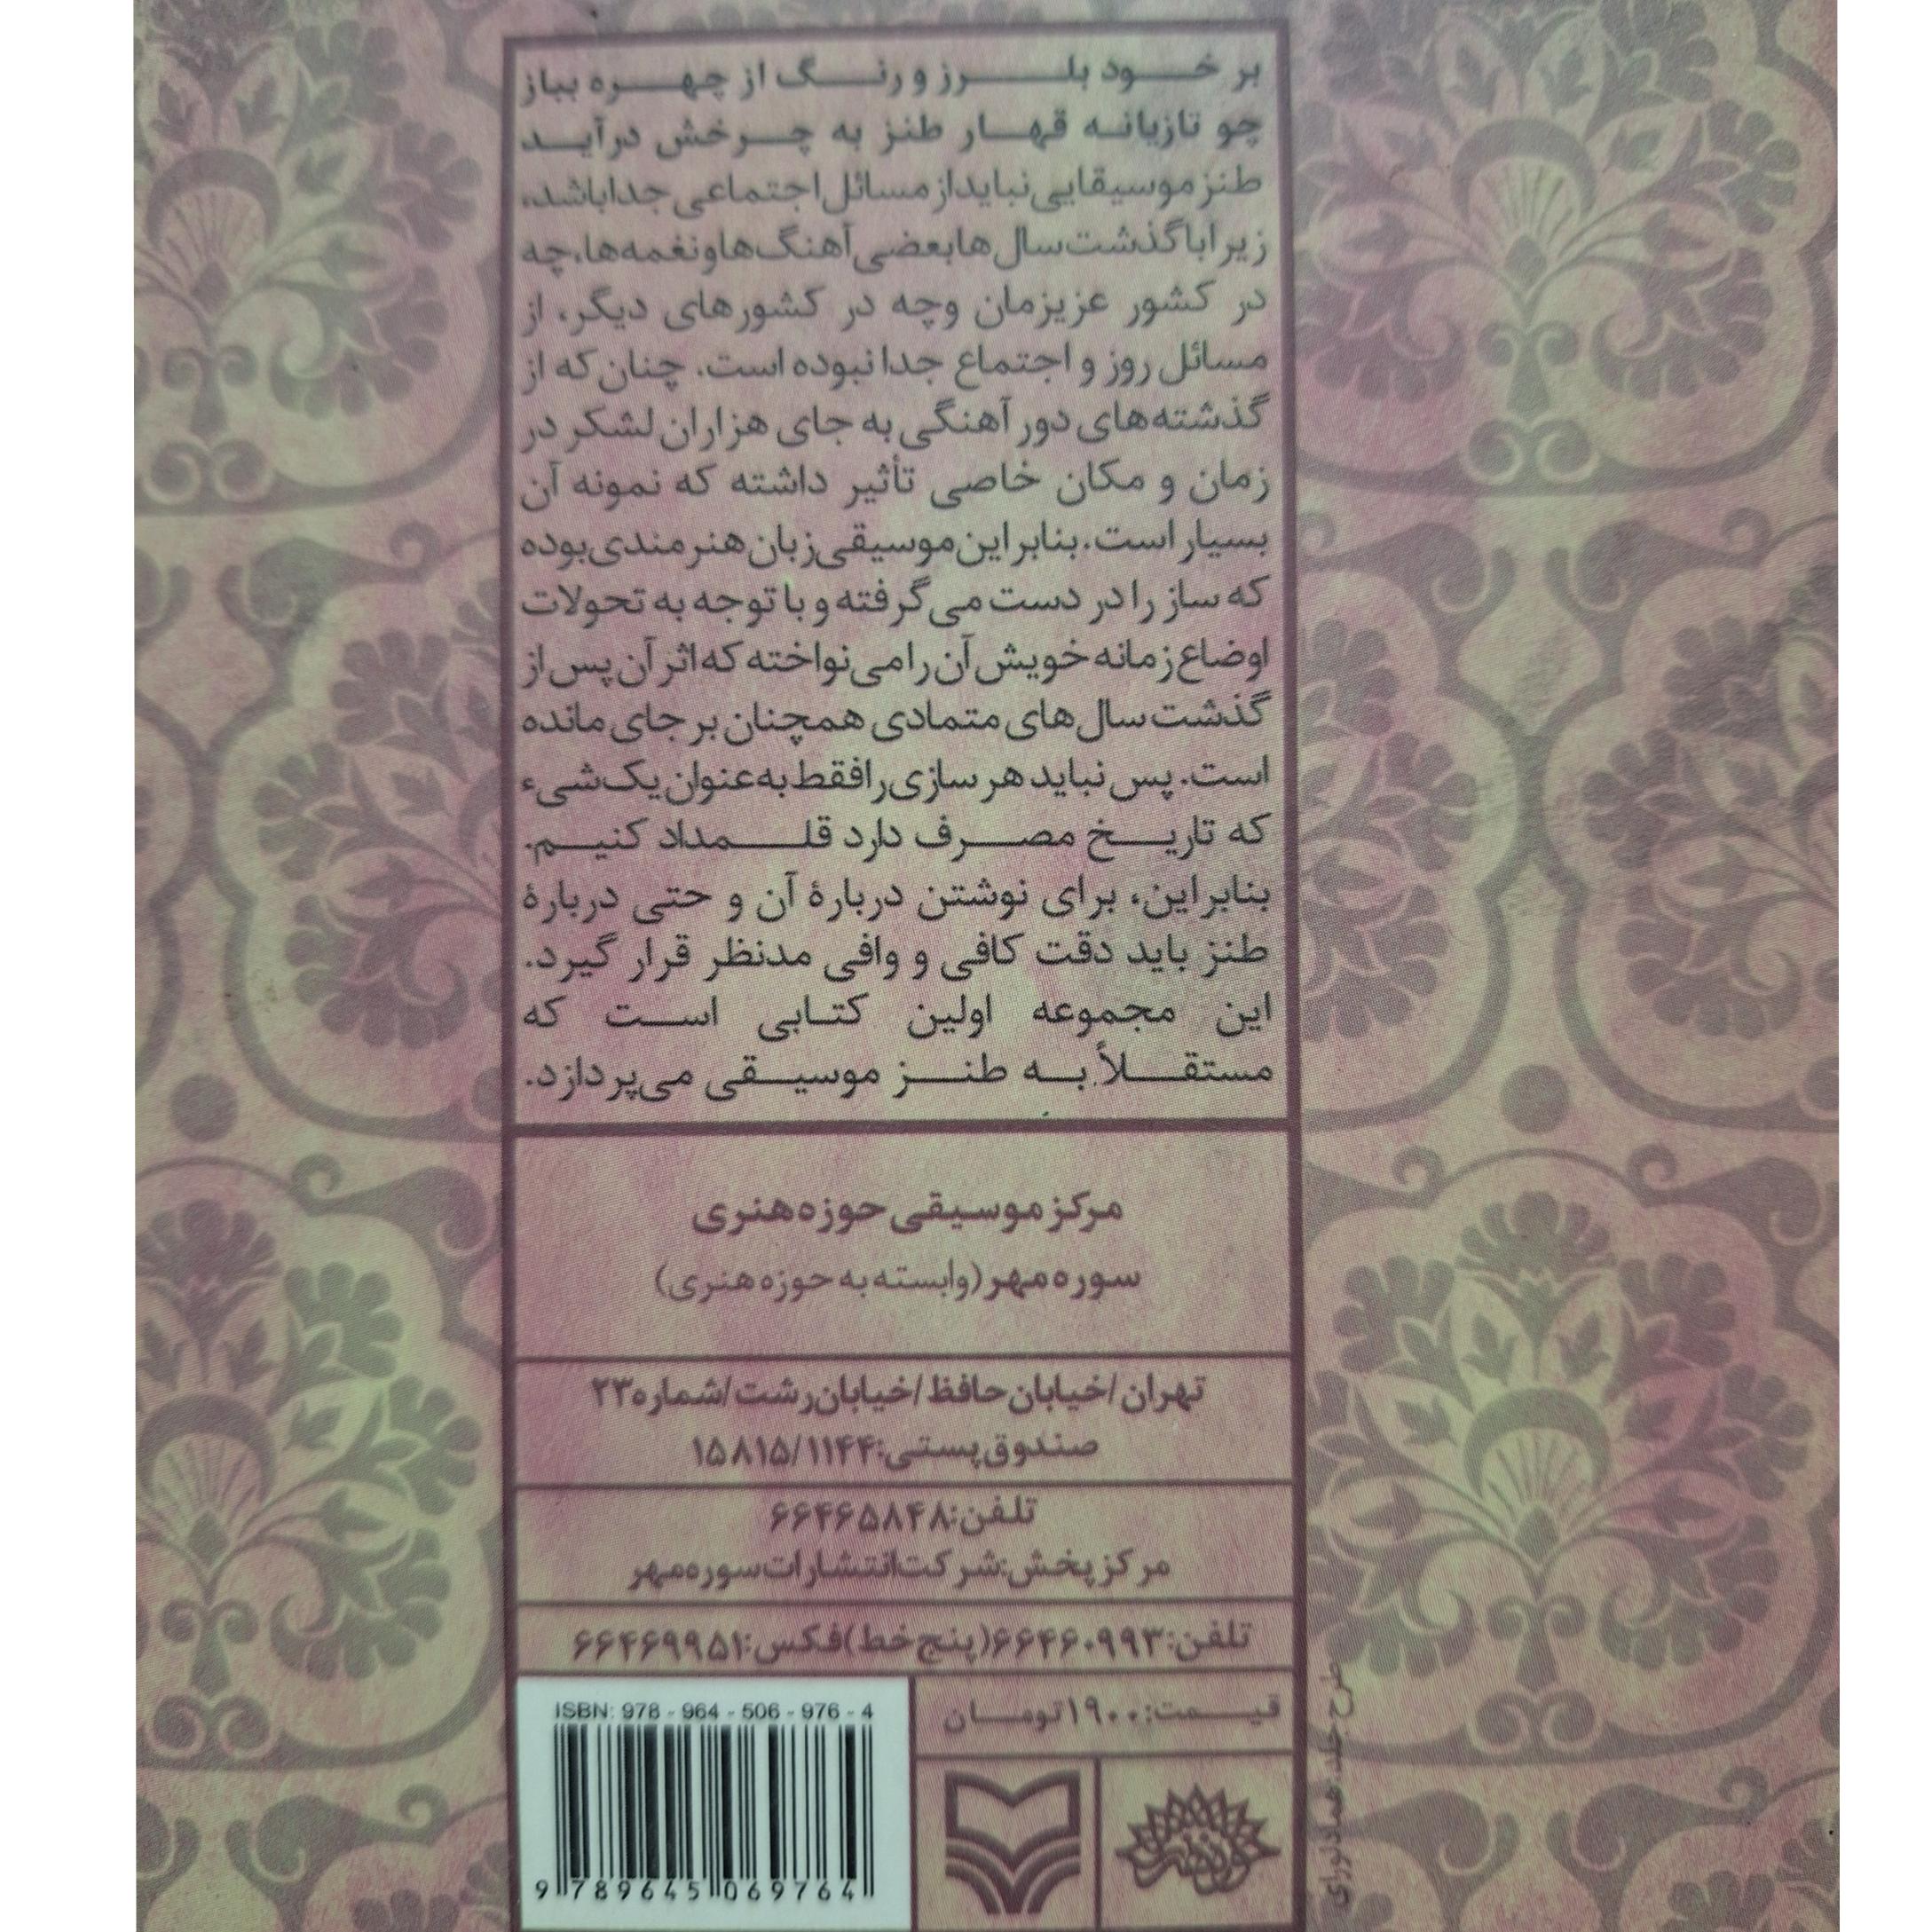 بر خود بلرز و رنگ از چهره بباز
چو تازیانه قهار طنز به چرخش درآید
طنز موسیقایی نباید از مسائل اجتماعی جدا باشد،
زیرا با گذشت سال‌ها بعضی آهنگ‌ها و نغمه‌ها، چه
در کشور عزیزمان وچه در کشورهای دیگر، از
مسائل روز و اجتماع جدا نبوده است. چنان که از
گذشته‌های دور آهنگی به جای هزاران لشکر در
زمان و مکان خاصی تأثیر داشته که نمونه آن
بسیار است. بنابراین موسیقی زبان هنرمندی بوده
که ساز را در دست می‌گرفته و با توجه به تحولات
اوضاع زمانه خویش آن را می‌نواخته که اثر آن پس از
گذشت سال‌های متمادی همچنان بر جای مانده
است. پس نباید هر سازی را فقط به عنوان یک شیء
که تاریخ مصرف دارد قلمداد کنیم.
بنابراین، برای نوشتن دربارهٔ آن و حتی دربارهٔ
طنز باید دقت کافی و وافی مدنظر قرار گیرد.
این مجموعه اولین کتابی است که
مستقلاً به طنز موسیقی می‌پردازد.
مرکز موسیقی حوزه هنری
سوره مهر (وابسته به حوزه هنری)
تهران/خیابان حافظ/خیابان رشت/شماره ۲۳
صندوق پستی: ۱۵۸۱۵/۱۱۴۴
تلفن: ۶۶۴۶۵۸۴۸
مرکز پخش: شرکت انتشارات سوره مهر
تلفن: ۶۶۴۶۰۹۹۳ (پنج خط) فکس: ۶۶۴۶۹۹۵۱
قیمت: ۱۹۰۰ تومان
ISBN: 978 - 964 - 506 - 976 - 4
9 789645 069764
طرح جلد: